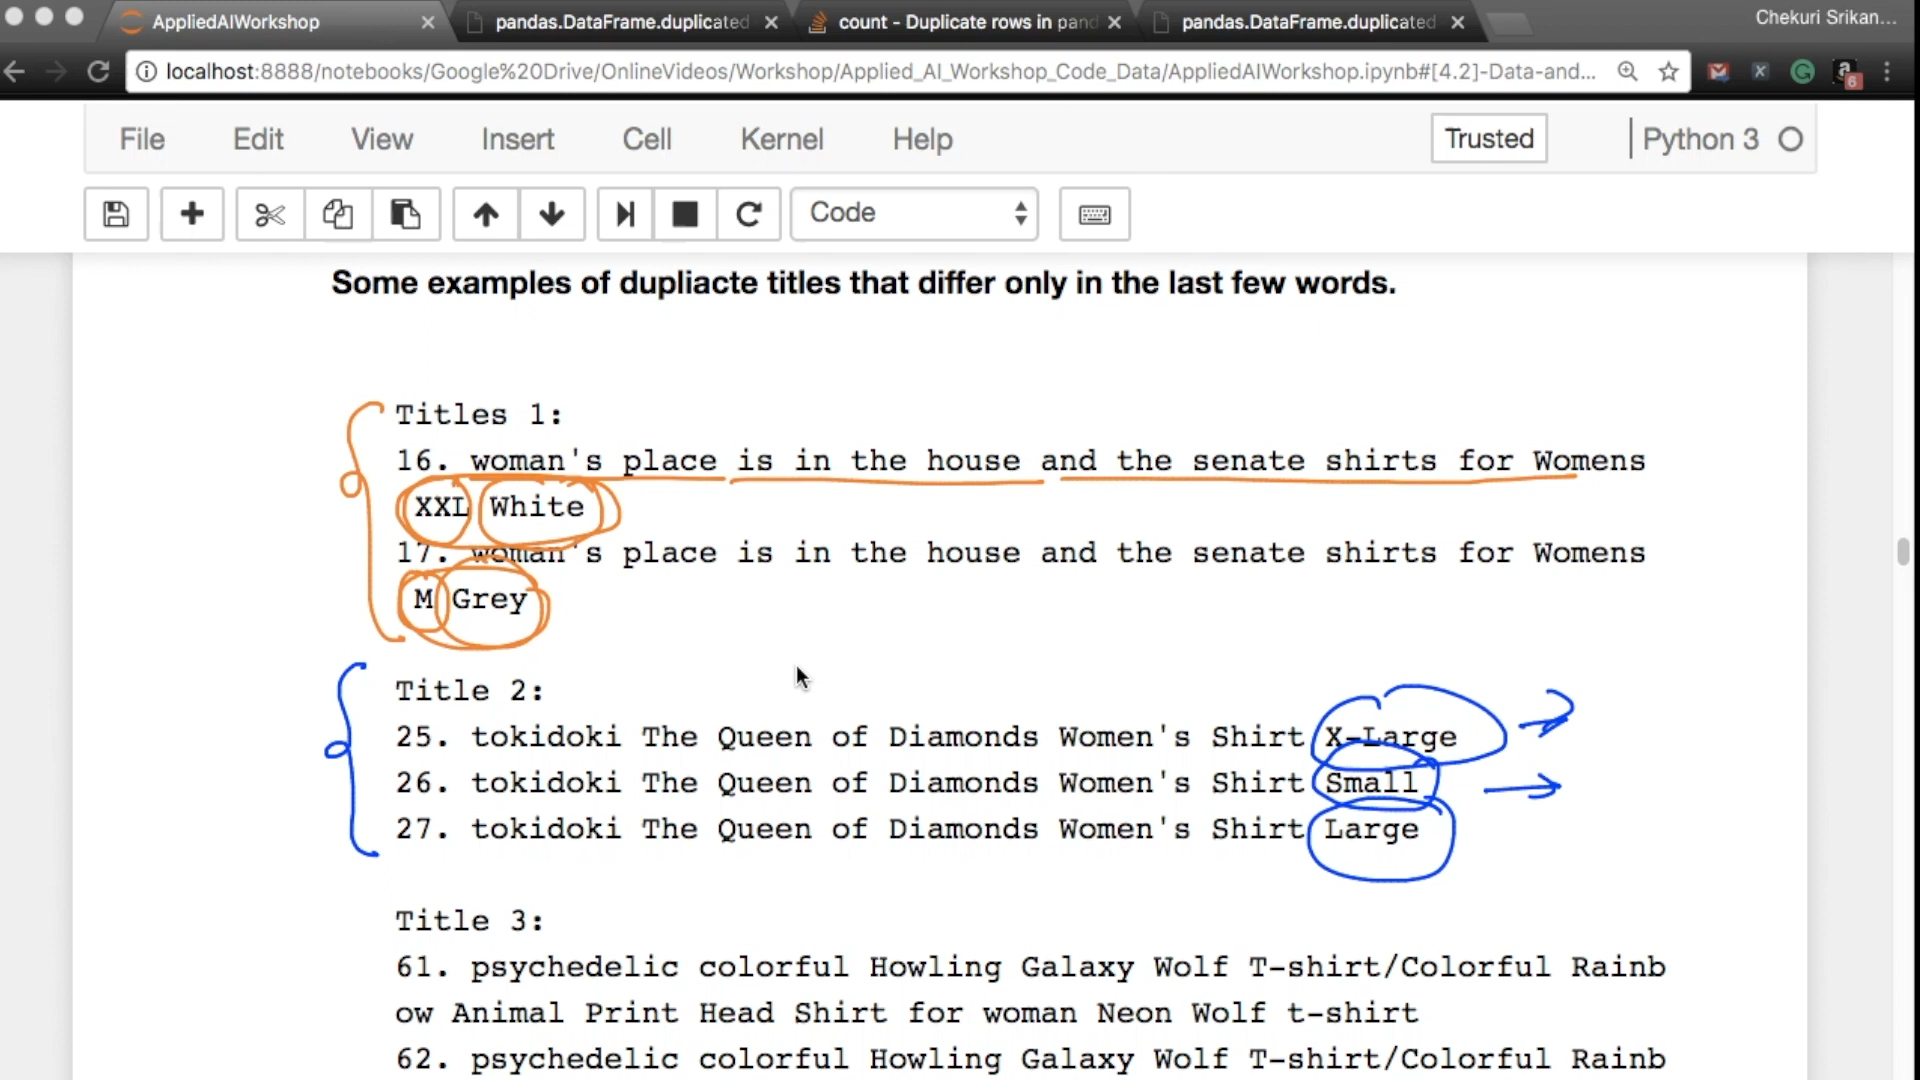 AppliedAIWorkshop pandas.DataFrame.duplicated count - Duplicate rows in pand pandas.DataFrame.duplicated Chekuri Srikan...
localhost:8888/notebooks/Google%20Drive/OnlineVideos/Workshop/Applied_AI_Workshop_Code_Data/AppliedAIWorkshop.ipynb#[4.2]-Data-and... 6
File Edit View Insert Cell Kernel Help Trusted Python 3
Code
Some examples of dupliacte titles that differ only in the last few words.
Titles 1:
16. woman's place is in the house and the senate shirts for Womens
XXL White
17. woman's place is in the house and the senate shirts for Womens
M Grey
Title 2:
25. tokidoki The Queen of Diamonds Women's Shirt X-Large
26. tokidoki The Queen of Diamonds Women's Shirt Small
27. tokidoki The Queen of Diamonds Women's Shirt Large
Title 3:
61. psychedelic colorful Howling Galaxy Wolf T-shirt/Colorful Rainb
ow Animal Print Head Shirt for woman Neon Wolf t-shirt
62. psychedelic colorful Howling Galaxy Wolf T-shirt/Colorful Rainb